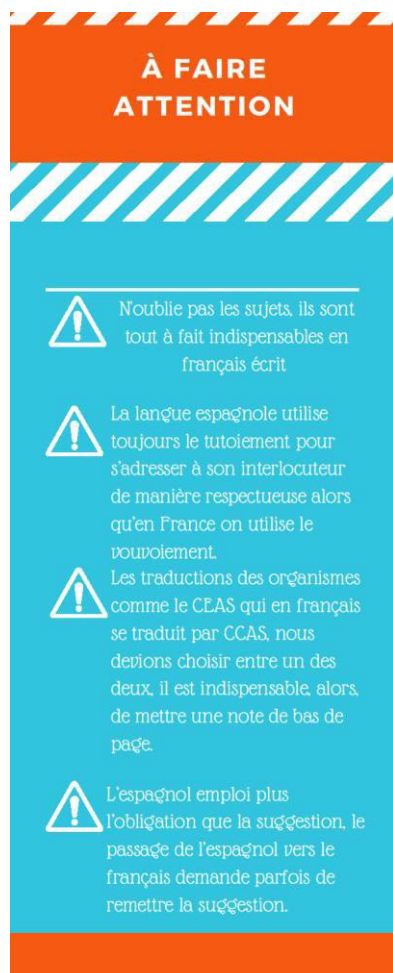 À FAIRE
ATTENTION
N'oublie pas les sujets, ils sont
tout à fait indispensables en
français écrit
La langue espagnole utilise
toujours le tutoiement pour
s'adresser à son interlocuteur
de manière respectueuse alors
qu'en France on utilise le
vouvoiement.
Les traductions des organismes
comme le CEAS qui en français
se traduit par CCAS, nous
devions choisir entre un des
deux, il est indispensable, alors,
de mettre une note de bas de
page.
L'espagnol emploi plus
l'obligation que la suggestion, le
passage de l'espagnol vers le
français demande parfois de
remettre la suggestion.